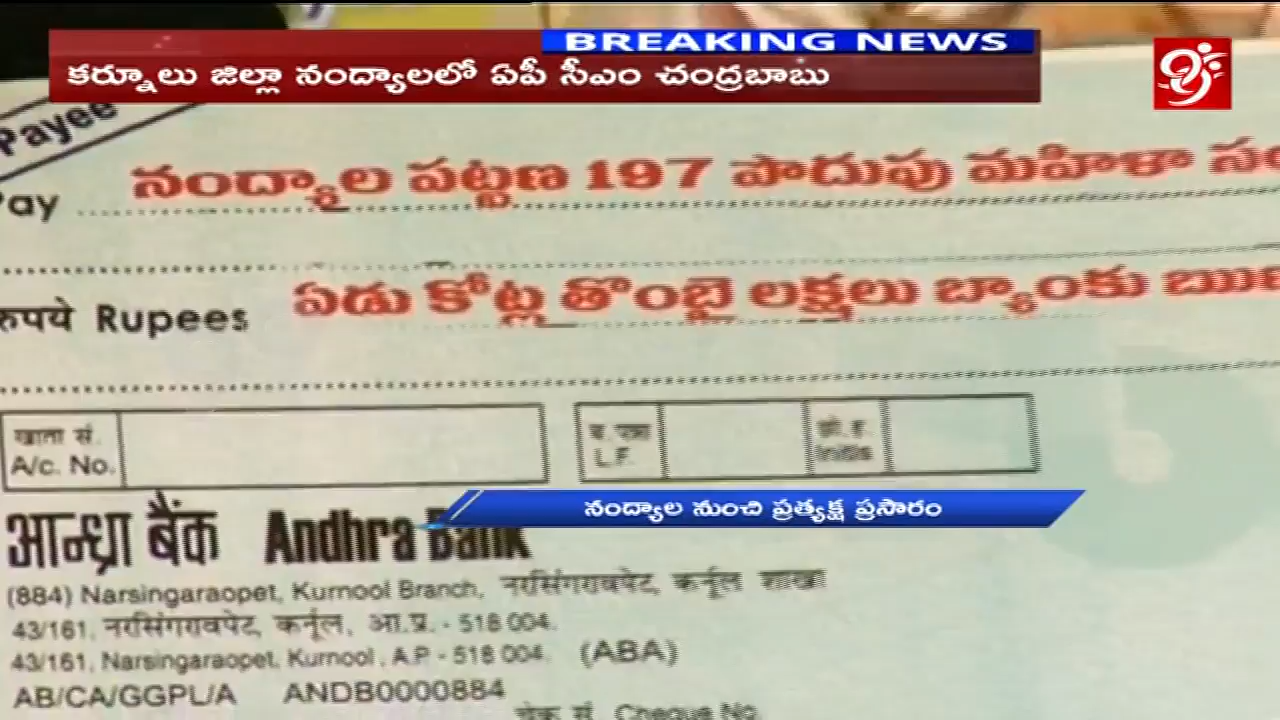 BREAKING NEWS
కర్నూలు జిల్లా నంద్యాలలో ఏపీ సీఎం చంద్రబాబు
Payee
Pay నంద్యాల పట్టణ 197 పొదుపు మహిళా
रुपये Rupees ఏడు కోట్ల తొంబై లక్షలు బ్యాంకు
खाता सं.
A/c. No.
L.F.
Initls
నంద్యాల నుంచి ప్రత్యక్ష ప్రసారం
आन्ध्रा बैंक Andhra Bank
(884) Narsingaraopet, Kurnool Branch, नरसिंगरावपेट, कर्नूल शाखा
43/161, नरसिंगरावपेट, कर्नूल, आ.प्र. - 518 004.
43/161, Narsingaraopet, Kurnool, A.P - 518 004. (ABA)
AB/CA/GGPL/A ANDB0000884
चेक सं. Cheque No.